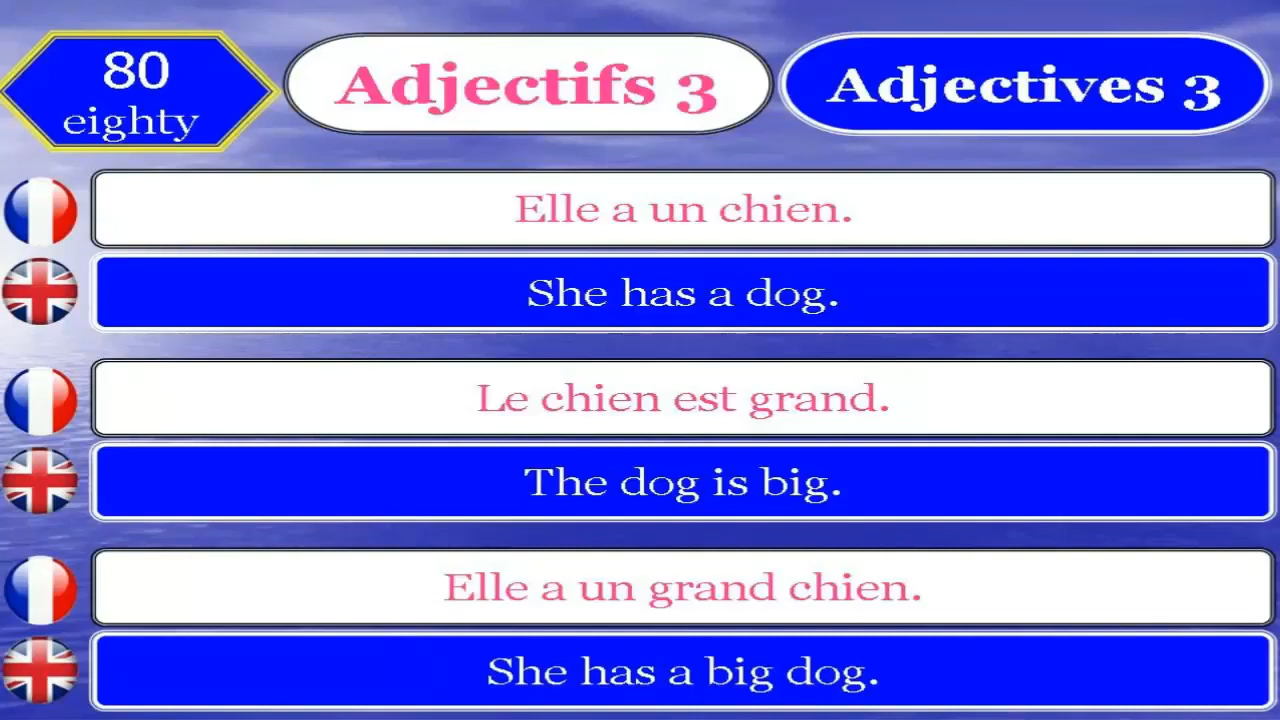 80
eighty
Adjectifs 3
Adjectives 3
Elle a un chien.
She has a dog.
Le chien est grand.
The dog is big.
Elle a un grand chien.
She has a big dog.